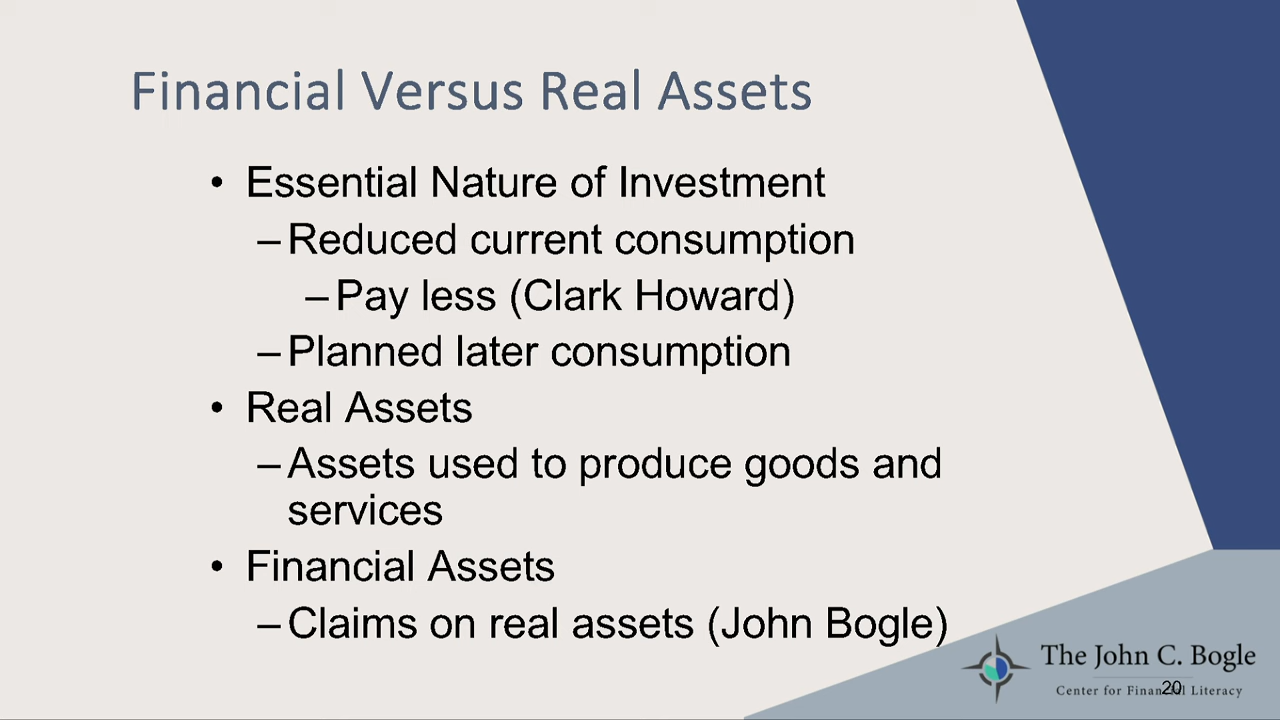 Financial Versus Real Assets
• Essential Nature of Investment
– Reduced current consumption
– Pay less (Clark Howard)
– Planned later consumption
• Real Assets
– Assets used to produce goods and
services
• Financial Assets
– Claims on real assets (John Bogle)
The John C. Bogle
Center for Financial Literacy
20